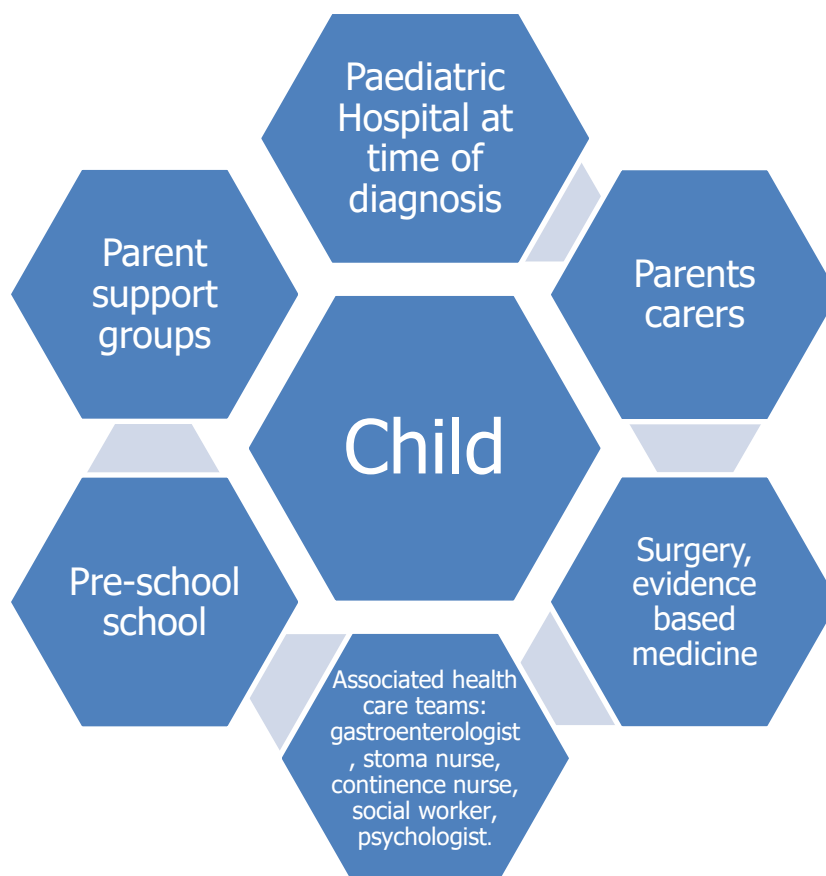 Paediatric
Hospital at
time of
diagnosis
Parent
support
groups
Parents
carers
Child
Pre-school
school
Surgery,
evidence
based
medicine
Associated health
care teams:
gastroenterologist
, stoma nurse,
continence nurse,
social worker,
psychologist.